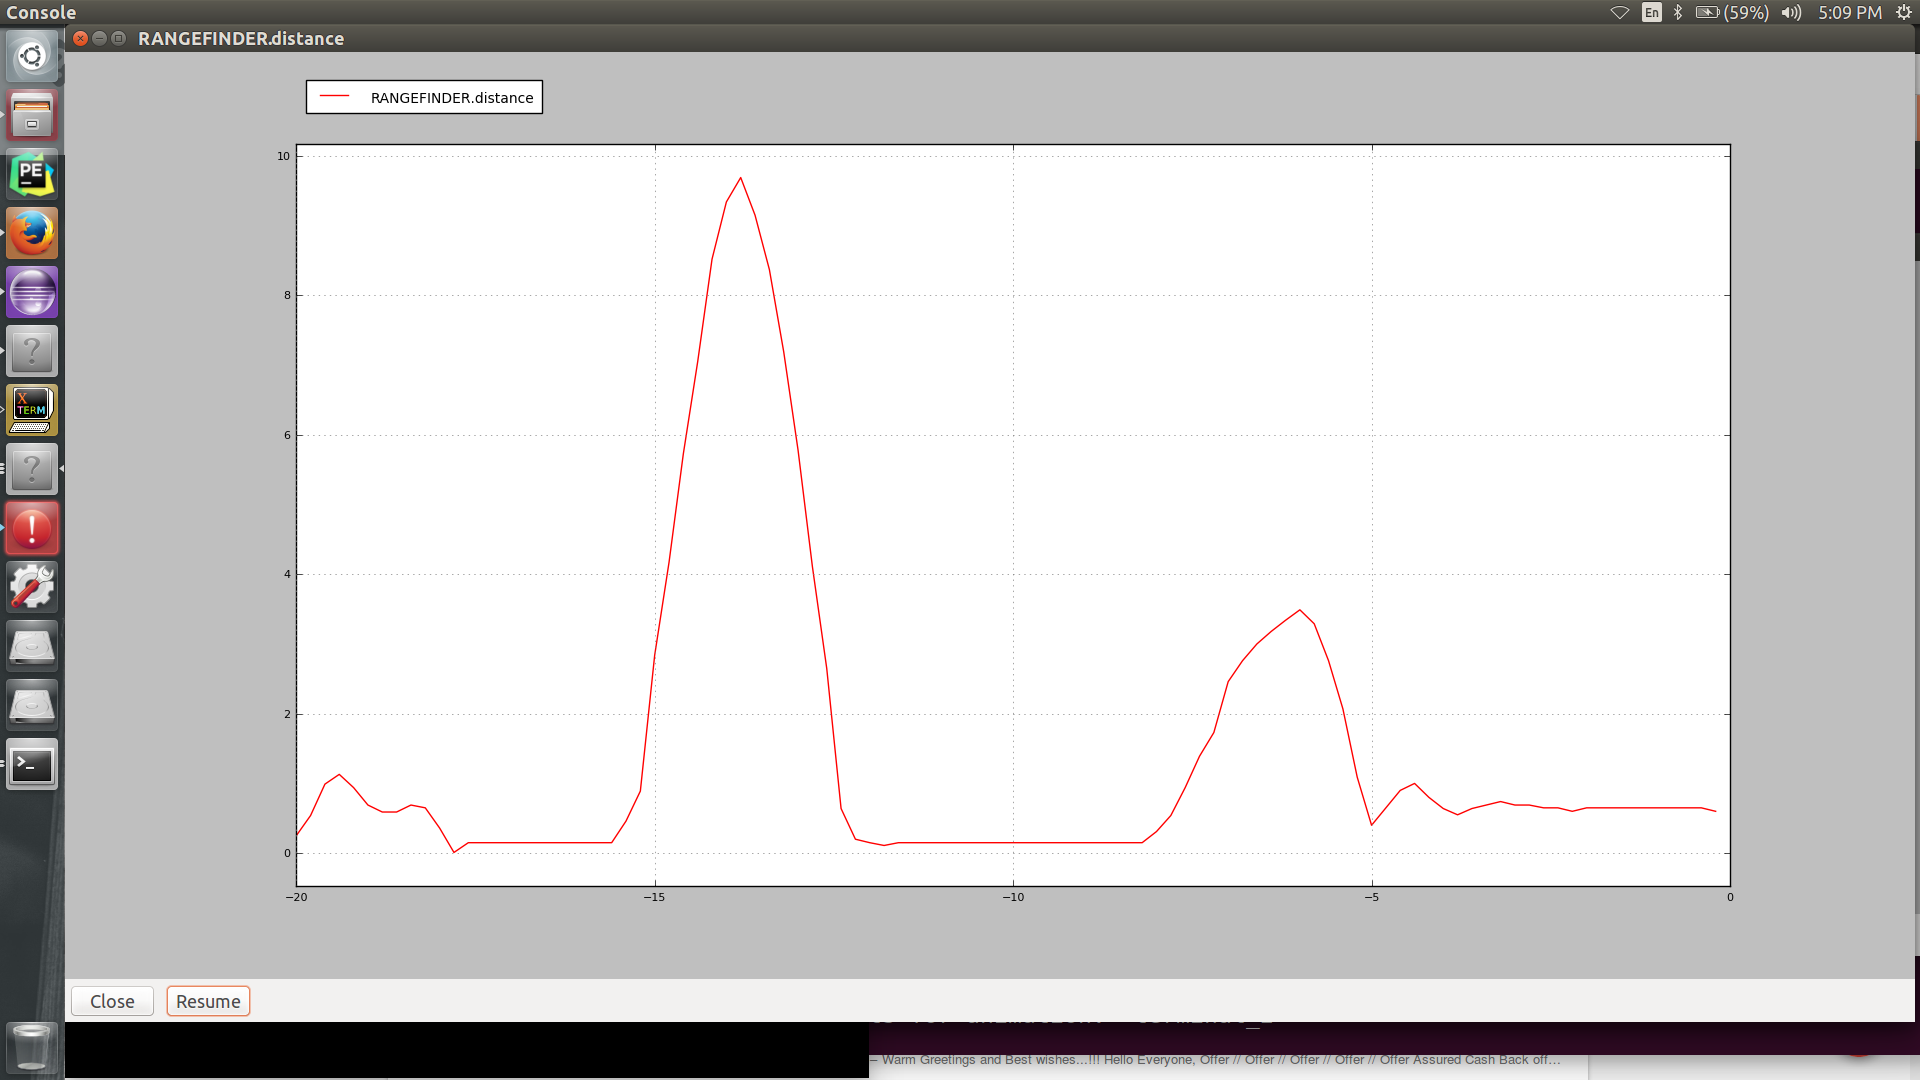 Console
En
(59%)
5:09 PM
RANGEFINDER.distance
RANGEFINDER.distance
10
8
6
4
2
0
−20
−15
−10
−5
0
PE
X
TERM
>_
Close
Resume
– Warm Greetings and Best wishes...!!! Hello Everyone, Offer // Offer // Offer // Offer // Offer Assured Cash Back off…